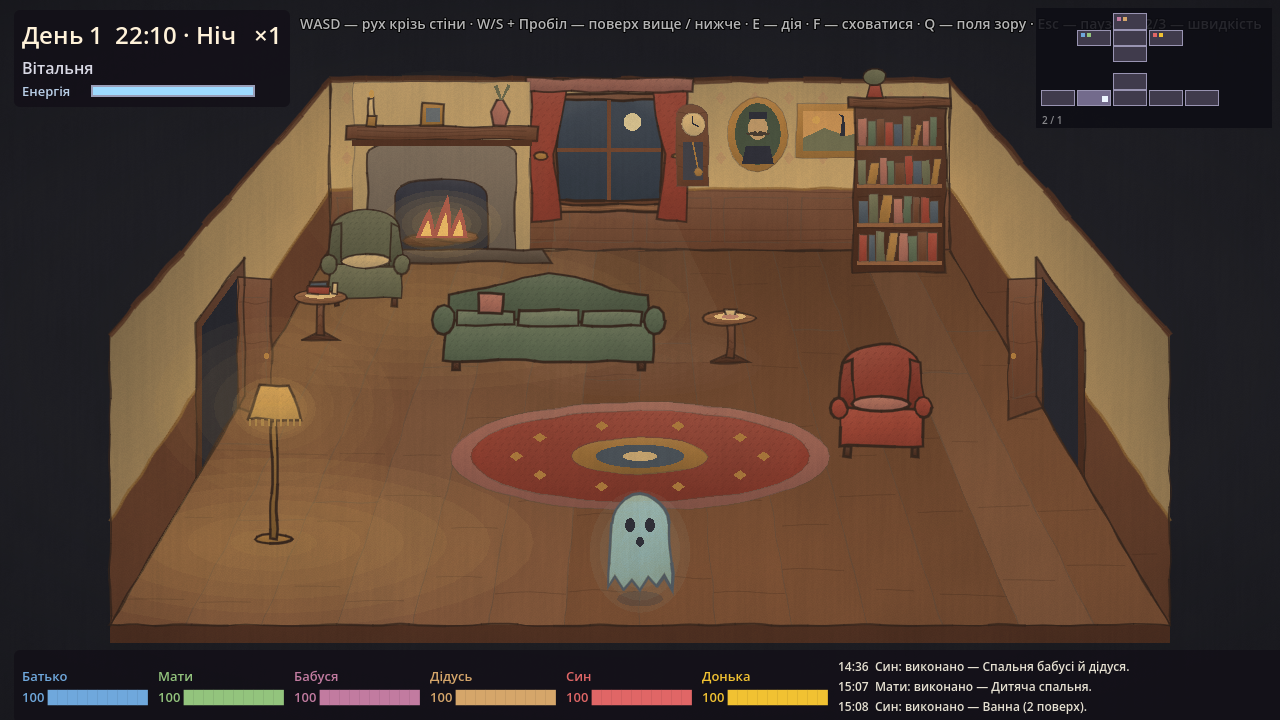 День 1 22:10 · Ніч ×1
Вітальня
Енергія
WASD — рух крізь стіни · W/S + Пробіл — поверх вище / нижче · E — дія · F — сховатися · Q — поля зору · Esc — пауза · 2/3 — швидкість
2 / 1
Батько
100
Мати
100
Бабуся
100
Дідусь
100
Син
100
Донька
100
14:36 Син: виконано — Спальня бабусі й дідуся.
15:07 Мати: виконано — Дитяча спальня.
15:08 Син: виконано — Ванна (2 поверх).